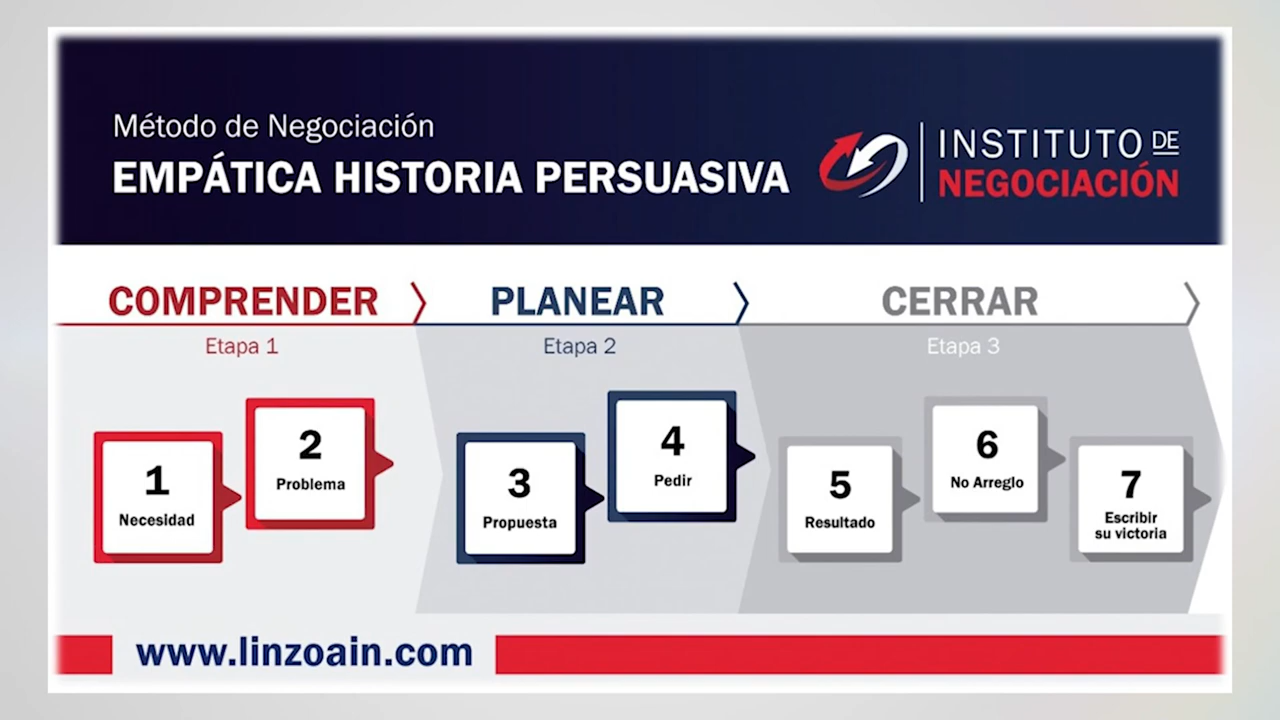 Método de Negociación
EMPÁTICA HISTORIA PERSUASIVA
INSTITUTO DE
NEGOCIACIÓN
COMPRENDER
Etapa 1
PLANEAR
Etapa 2
CERRAR
Etapa 3
1
Necesidad
2
Problema
3
Propuesta
4
Pedir
5
Resultado
6
No Arreglo
7
Escribir
su victoria
www.linzoain.com